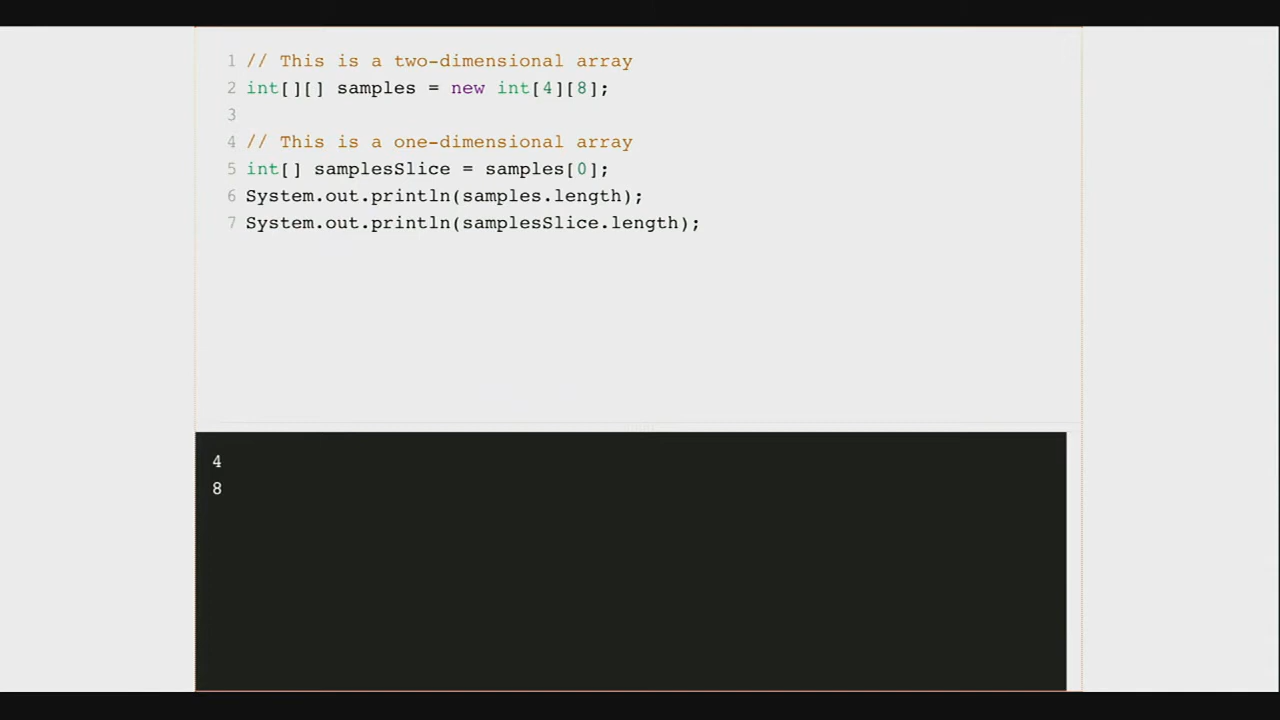 1 // This is a two-dimensional array
2 int[][] samples = new int[4][8];
3
4 // This is a one-dimensional array
5 int[] samplesSlice = samples[0];
6 System.out.println(samples.length);
7 System.out.println(samplesSlice.length);
4
8